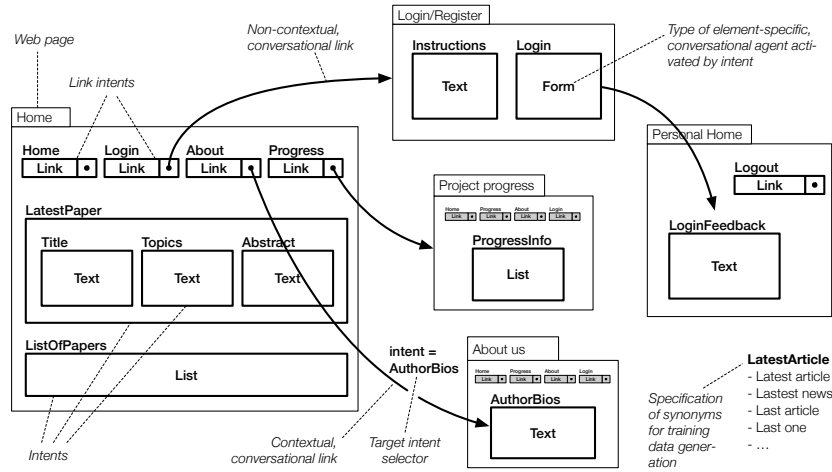 Web page
Link intents
Non-contextual,
conversational link
Login/Register
Instructions
Login
Text
Form
Type of element-specific,
conversational agent acti-
vated by intent
Home
Home
Login
About
Progress
Link
Link
Link
Link
LatestPaper
Title
Topics
Abstract
Text
Text
Text
ListOfPapers
List
Intents
Project progress
Home
Progress
About
Login
Link
Link
Link
Link
ProgressInfo
List
Personal Home
Logout
Link
LoginFeedback
Text
intent =
AuthorBios
Contextual,
conversational link
Target intent
selector
About us
Home
Progress
About
Login
Link
Link
Link
Link
AuthorBios
Text
Specification
of synonyms
for training
data gener-
ation
LatestArticle
- Latest article
- Lastest news
- Last article
- Last one
- …